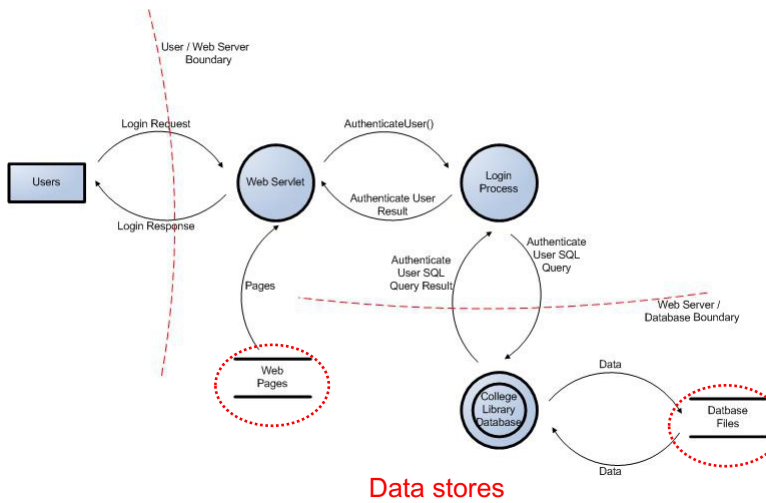 User / Web Server
Boundary
Login Request
AuthenticateUser()
Users
Web Servlet
Login
Process
Authenticate User
Result
Login Response
Authenticate
User SQL
Query Result
Authenticate
User SQL
Query
Pages
Web Server /
Database Boundary
Web
Pages
Data
College
Library
Database
Datbase
Files
Data
Data stores